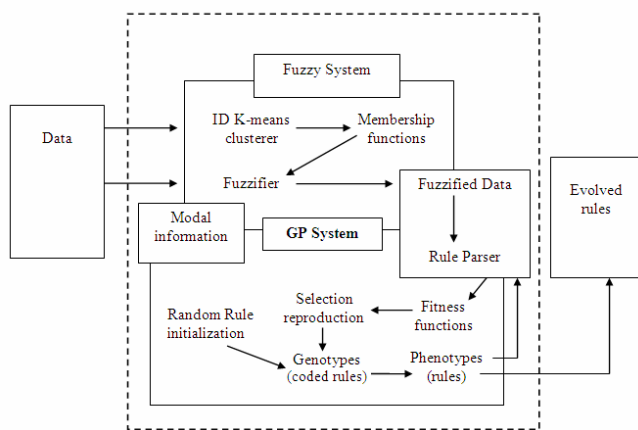 Fuzzy System
Data
ID K-means
clusterer
Membership
functions
Fuzzifier
Fuzzified Data
Evolved
rules
Modal
information
GP System
Rule Parser
Random Rule
initialization
Selection
reproduction
Fitness
functions
Genotypes
(coded rules)
Phenotypes
(rules)